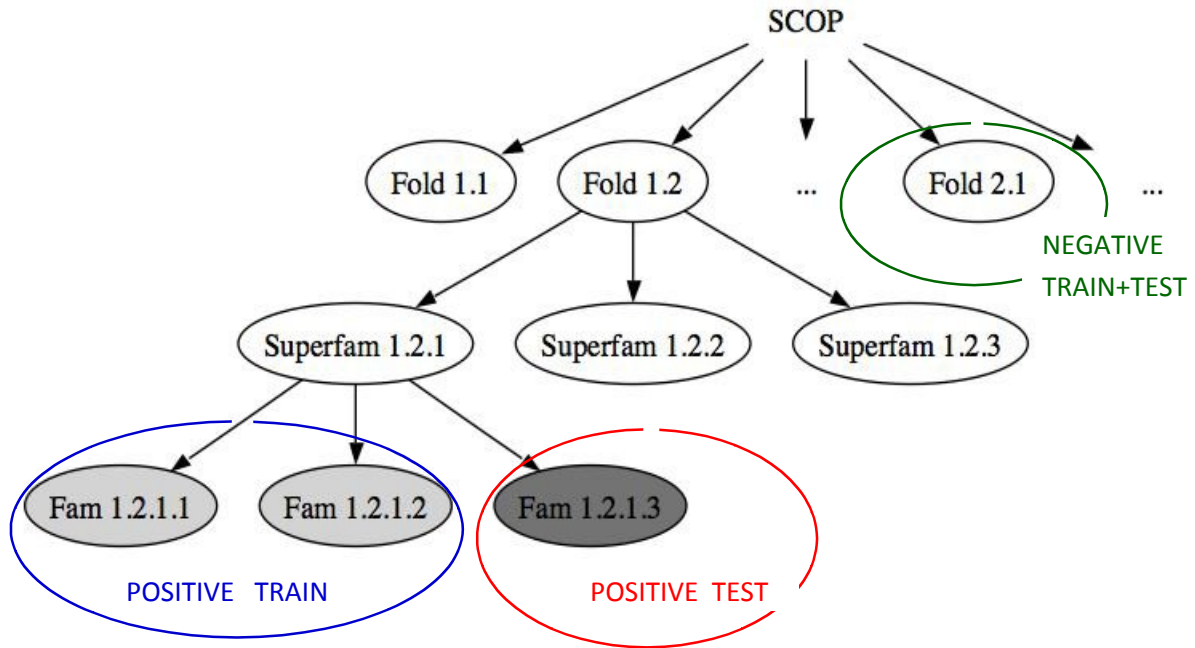 SCOP
Fold 1.1
Fold 1.2
...
Fold 2.1
...
NEGATIVE
TRAIN+TEST
Superfam 1.2.1
Superfam 1.2.2
Superfam 1.2.3
Fam 1.2.1.1
Fam 1.2.1.2
Fam 1.2.1.3
POSITIVE TRAIN
POSITIVE TEST